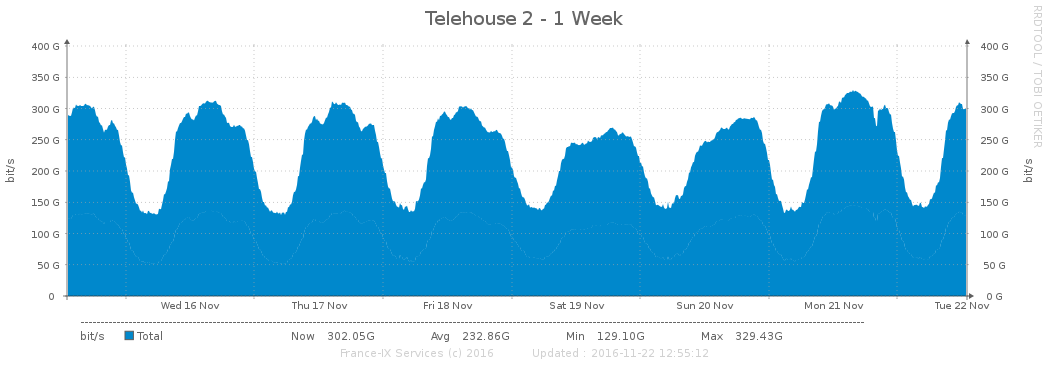 Telehouse 2 - 1 Week
RRDTOOL / TOBI OETIKER
400 G 400 G
350 G 350 G
300 G 300 G
250 G 250 G
200 G 200 G
150 G 150 G
100 G 100 G
50 G 50 G
0 0 G
bit/s bit/s
Wed 16 Nov Thu 17 Nov Fri 18 Nov Sat 19 Nov Sun 20 Nov Mon 21 Nov Tue 22 Nov
bit/s Total Now 302.05G Avg 232.86G Min 129.10G Max 329.43G
France-IX Services (c) 2016 Updated : 2016-11-22 12:55:12